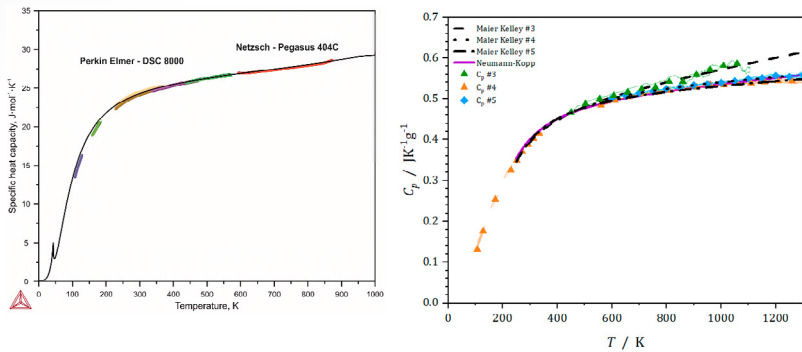 35
30
25
20
15
10
5
0
Specific heat capacity, J·mol⁻¹·K⁻¹
Perkin Elmer - DSC 8000
Netzsch - Pegasus 404C
0 100 200 300 400 500 600 700 800 900 1000
Temperature, K
0.7
0.6
0.5
0.4
0.3
0.2
0.1
0.0
Cₚ / JK⁻¹g⁻¹
Maier Kelley #3
Maier Kelley #4
Maier Kelley #5
Neumann-Kopp
Cₚ #3
Cₚ #4
Cₚ #5
0 200 400 600 800 1000 1200
T / K